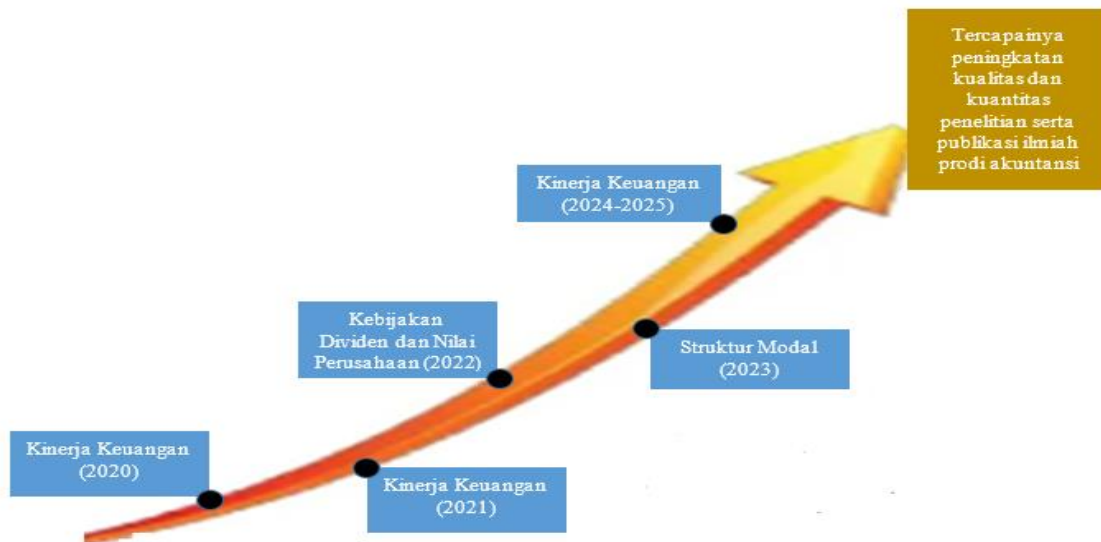 Tercapainya
peningkatan
kualitas dan
kuantitas
penelitian serta
publikasi ilmiah
prodi akuntansi
Kinerja Keuangan
(2024-2025)
Kebijakan
Dividen dan Nilai
Perusahaan (2022)
Struktur Modal
(2023)
Kinerja Keuangan
(2020)
Kinerja Keuangan
(2021)